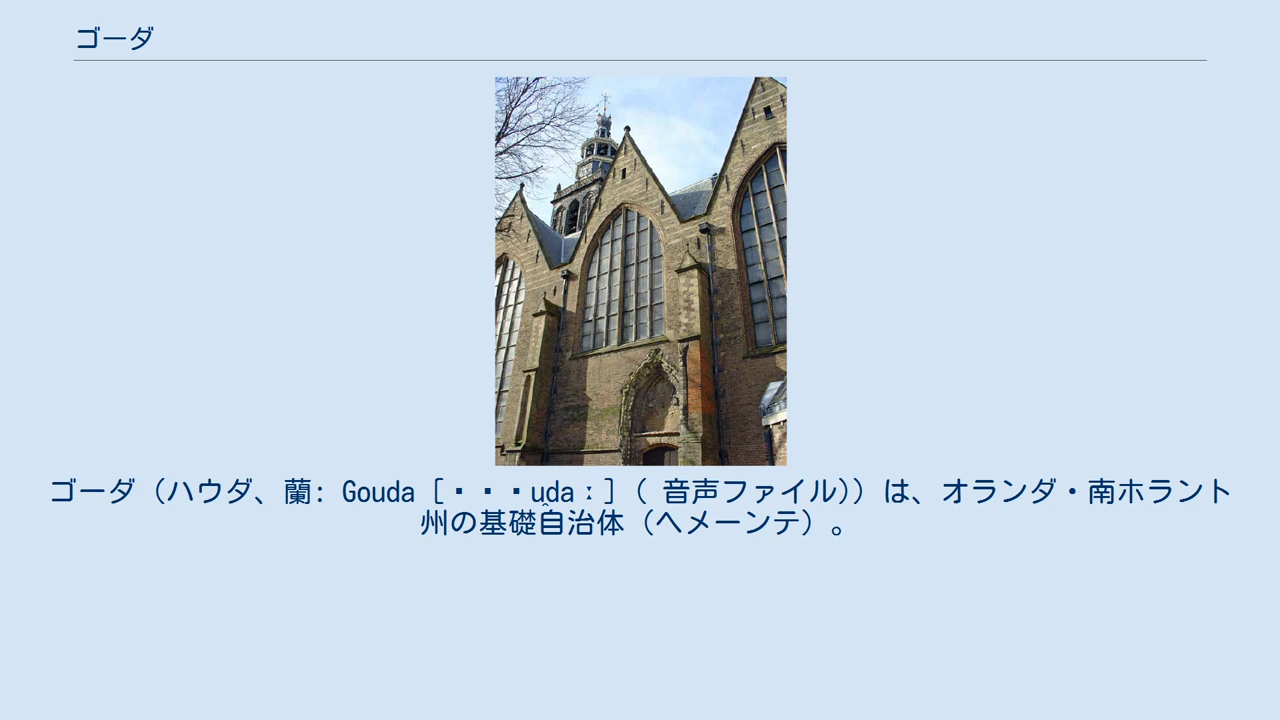 ゴーダ
ゴーダ（ハウダ、蘭: Gouda［▪▪▪u̯daː］（ 音声ファイル））は、オランダ・南ホラント
州の基礎自治体（ヘメーンテ）。